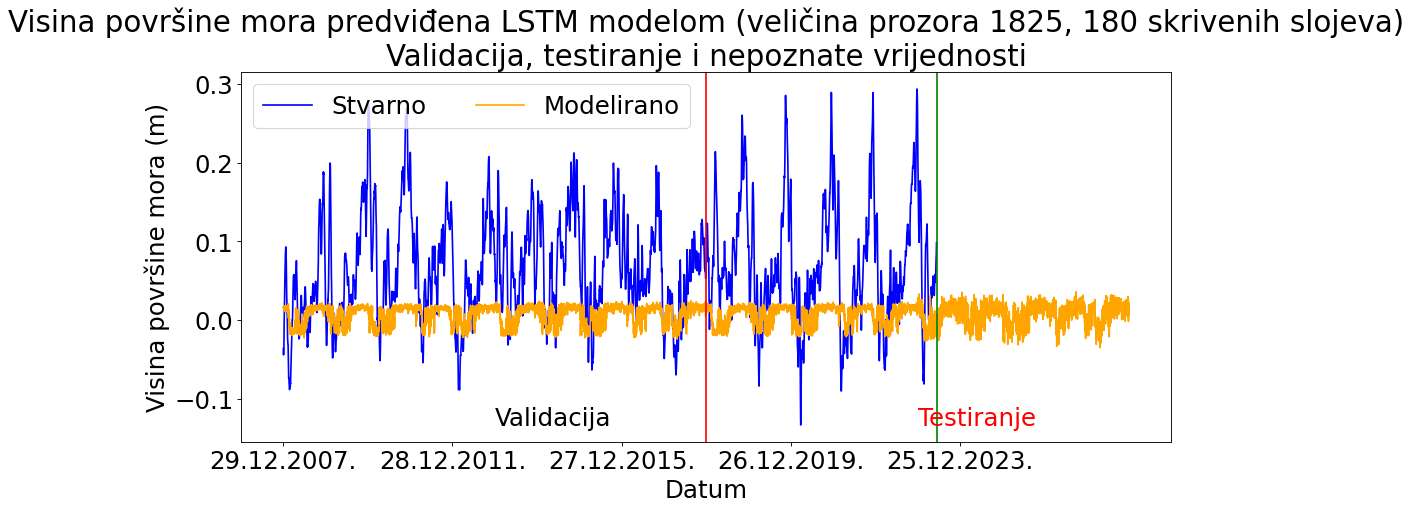 Visina površine mora predviđena LSTM modelom (veličina prozora 1825, 180 skrivenih slojeva)
Validacija, testiranje i nepoznate vrijednosti
Stvarno
Modelirano
Visina površine mora (m)
0.3
0.2
0.1
0.0
−0.1
Validacija
Testiranje
29.12.2007.
28.12.2011.
27.12.2015.
26.12.2019.
25.12.2023.
Datum